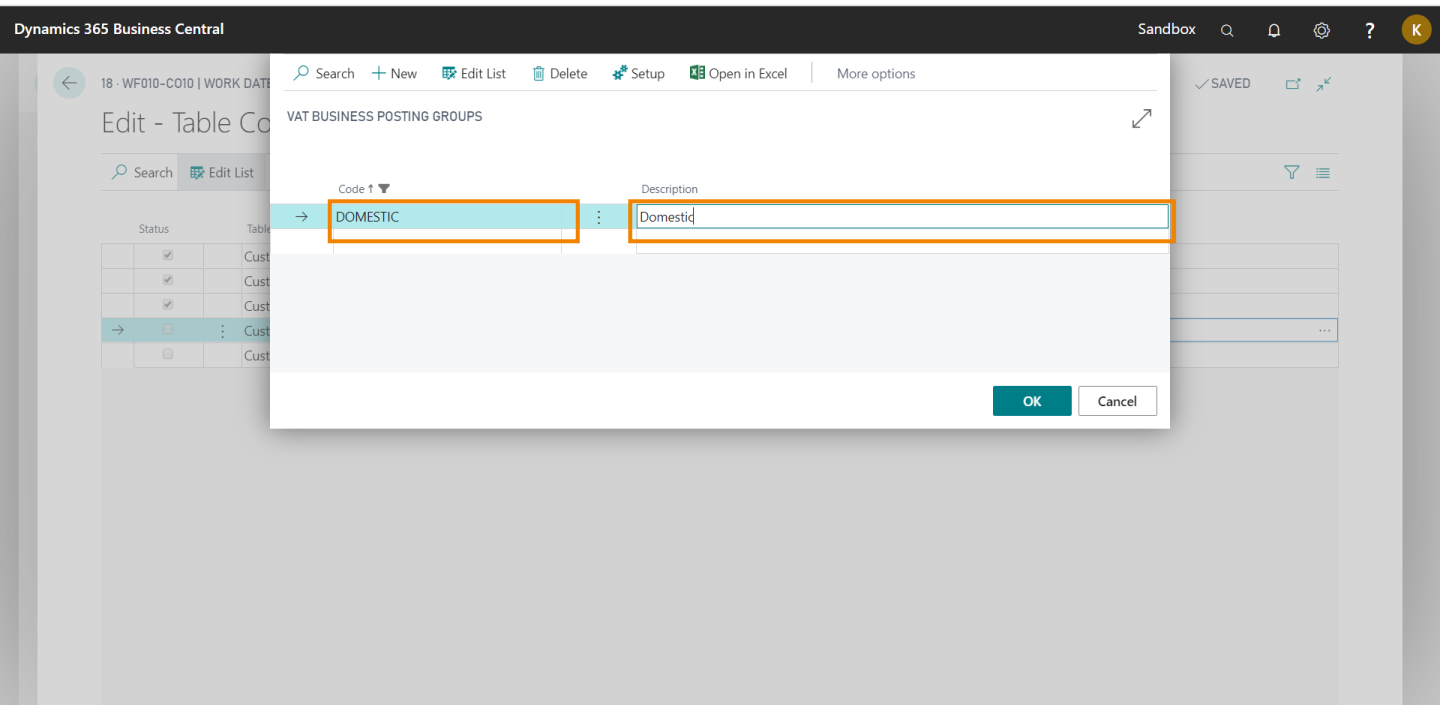 Dynamics 365 Business Central
Sandbox
?
K
Search
New
Edit List
Delete
Setup
Open in Excel
More options
18 · WF010-CO10 | WORK DATE
SAVED
VAT BUSINESS POSTING GROUPS
Edit - Table Co
Search
Edit List
Code ↑
Description
DOMESTIC
Domestic
Status
Table
Cust
Cust
Cust
Cust
Cust
OK
Cancel